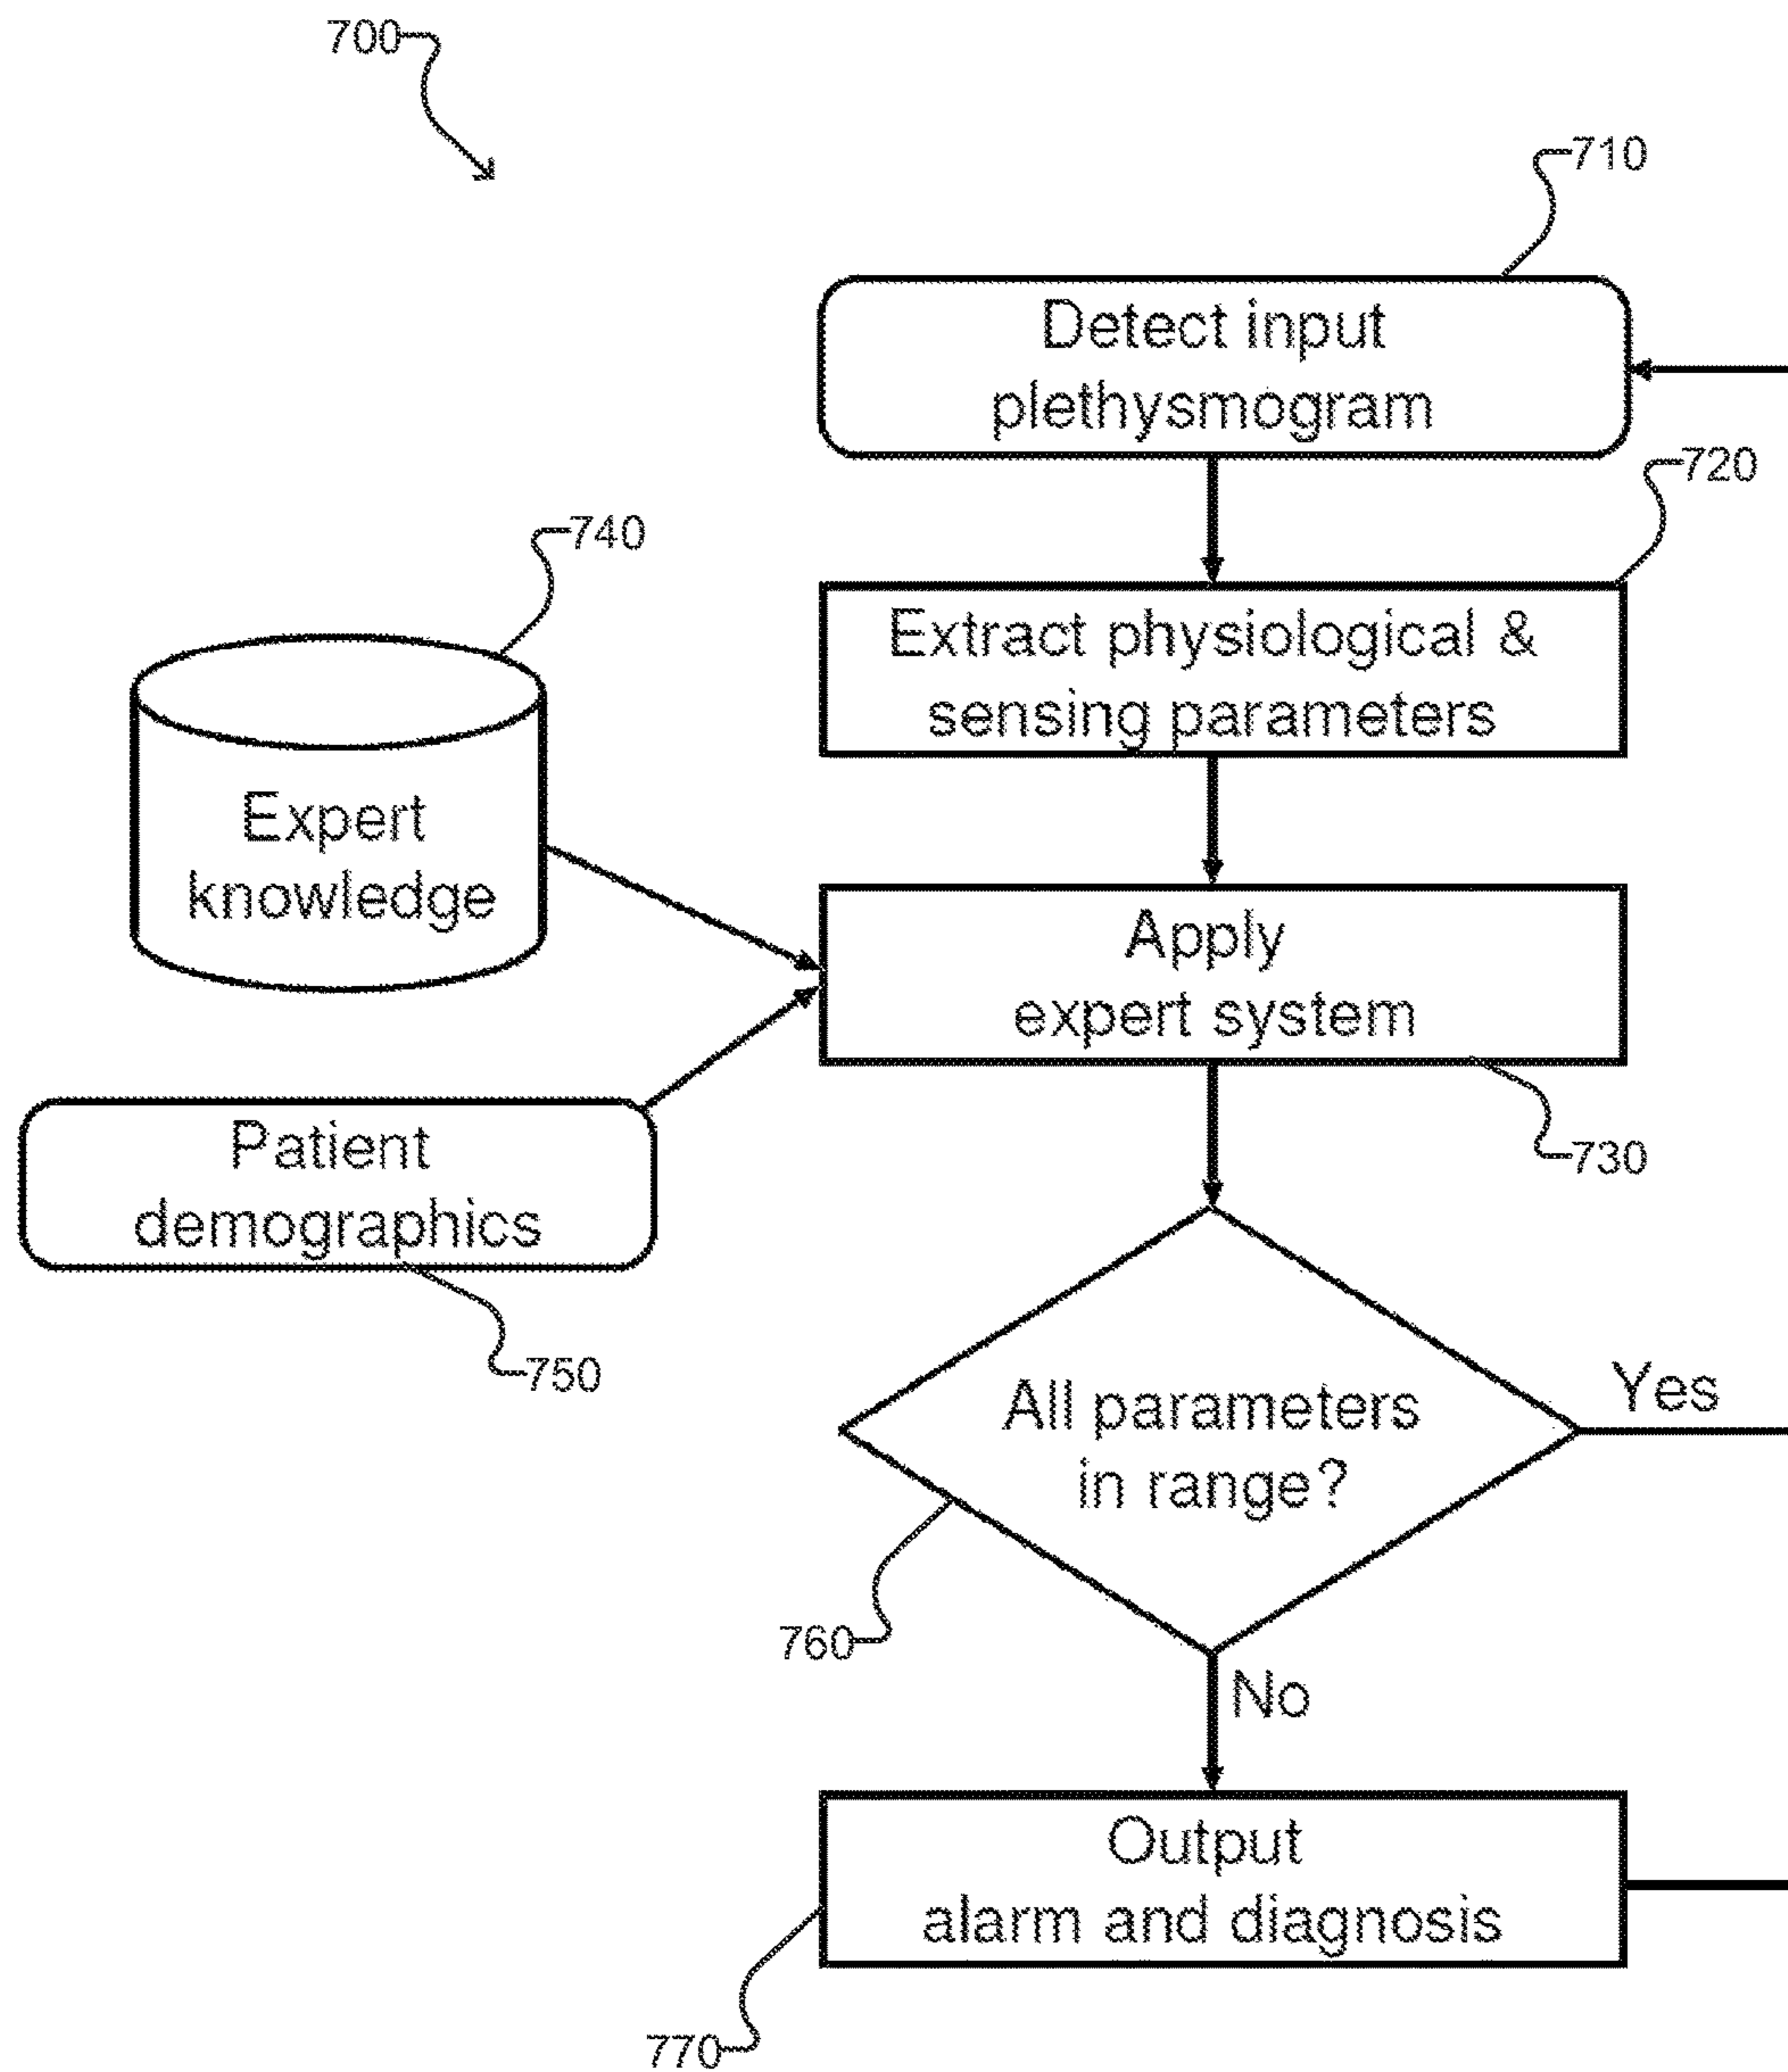 700
710
Detect input
plethysmogram
720
740
Extract physiological &
sensing parameters
Expert
knowledge
Apply
expert system
730
Patient
demographics
750
All parameters
in range?
Yes
760
No
Output
alarm and diagnosis
770